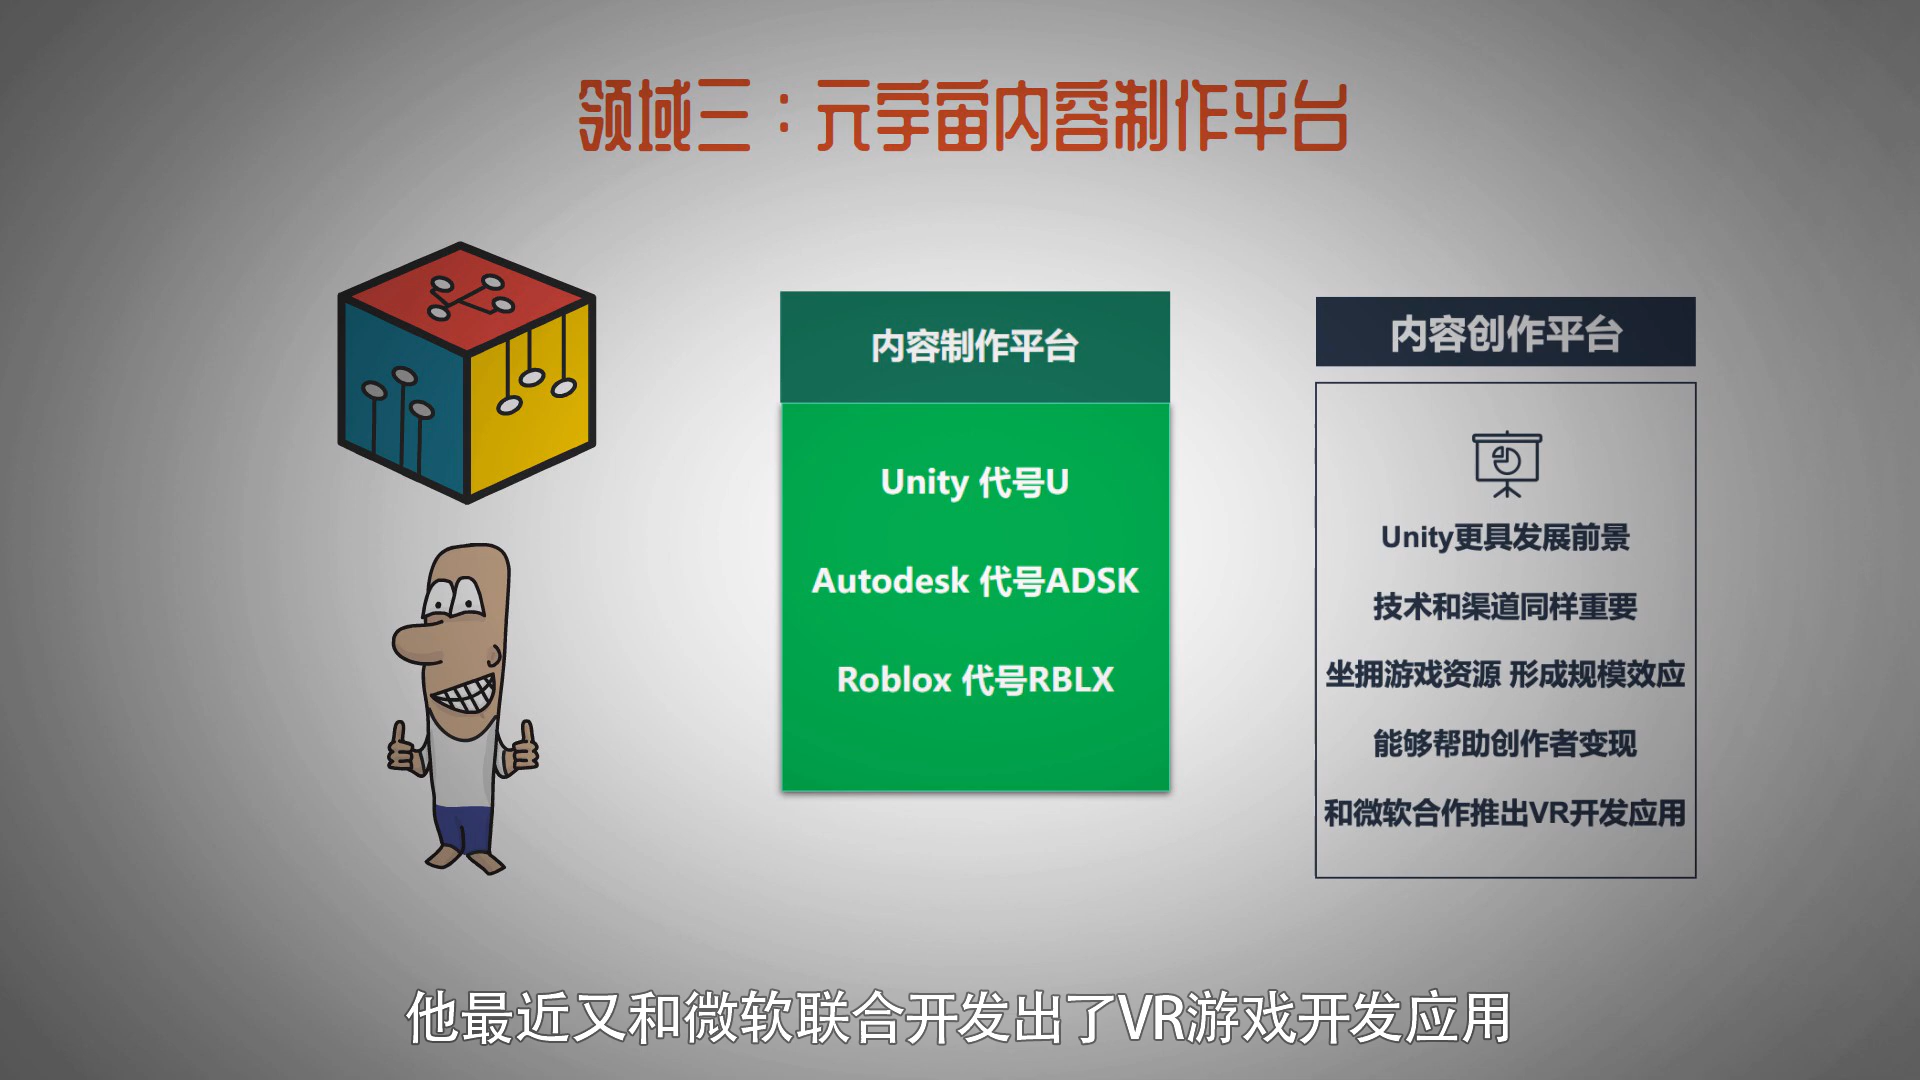 领域三：元宇宙内容制作平台
内容制作平台
Unity 代号U
Autodesk 代号ADSK
Roblox 代号RBLX
内容创作平台
Unity更具发展前景
技术和渠道同样重要
坐拥游戏资源 形成规模效应
能够帮助创作者变现
和微软合作推出VR开发应用
他最近又和微软联合开发出了VR游戏开发应用